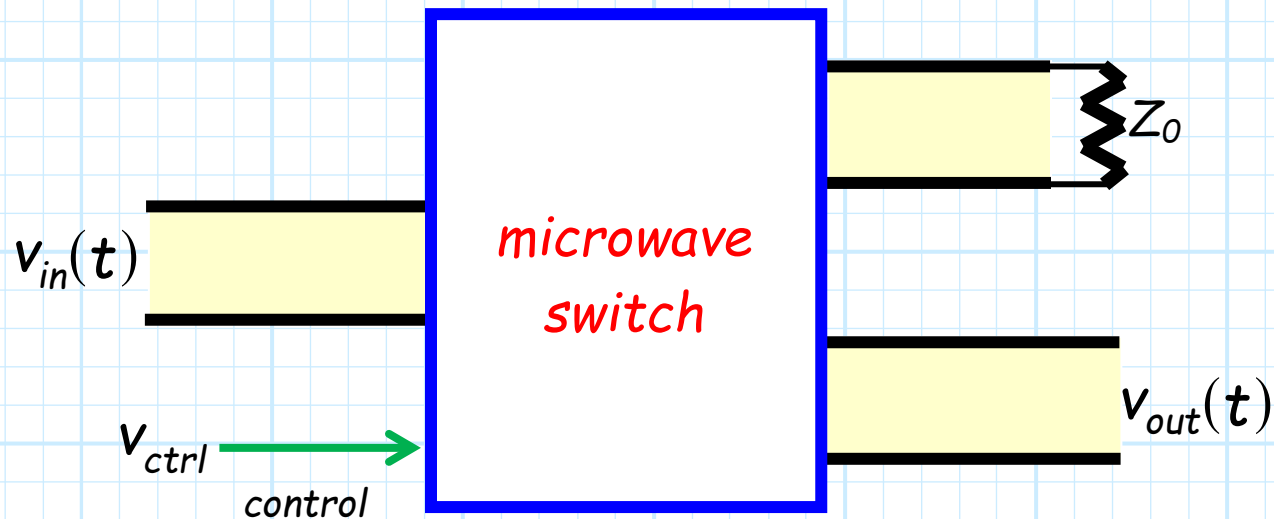 Z0
vin(t)
microwave
switch
vout(t)
vctrl
control